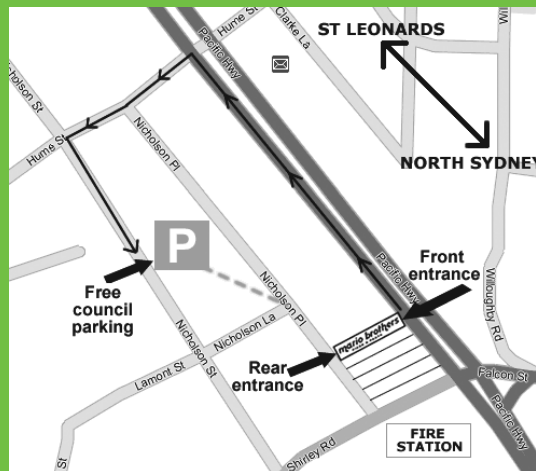 Hume St
Clarke La
Wil
ST LEONARDS
Pacific Hwy
Nicholson St
Hume St
Nicholson Pl
NORTH SYDNEY
P
Front
entrance
Pacific Hwy
Free
council
parking
Nicholson Pl
Willoughby Rd
mario brothers
Nicholson La
Nicholson St
Rear
entrance
Lamont St
Falcon St
Pacific Hwy
FIRE
STATION
Shirley Rd
St